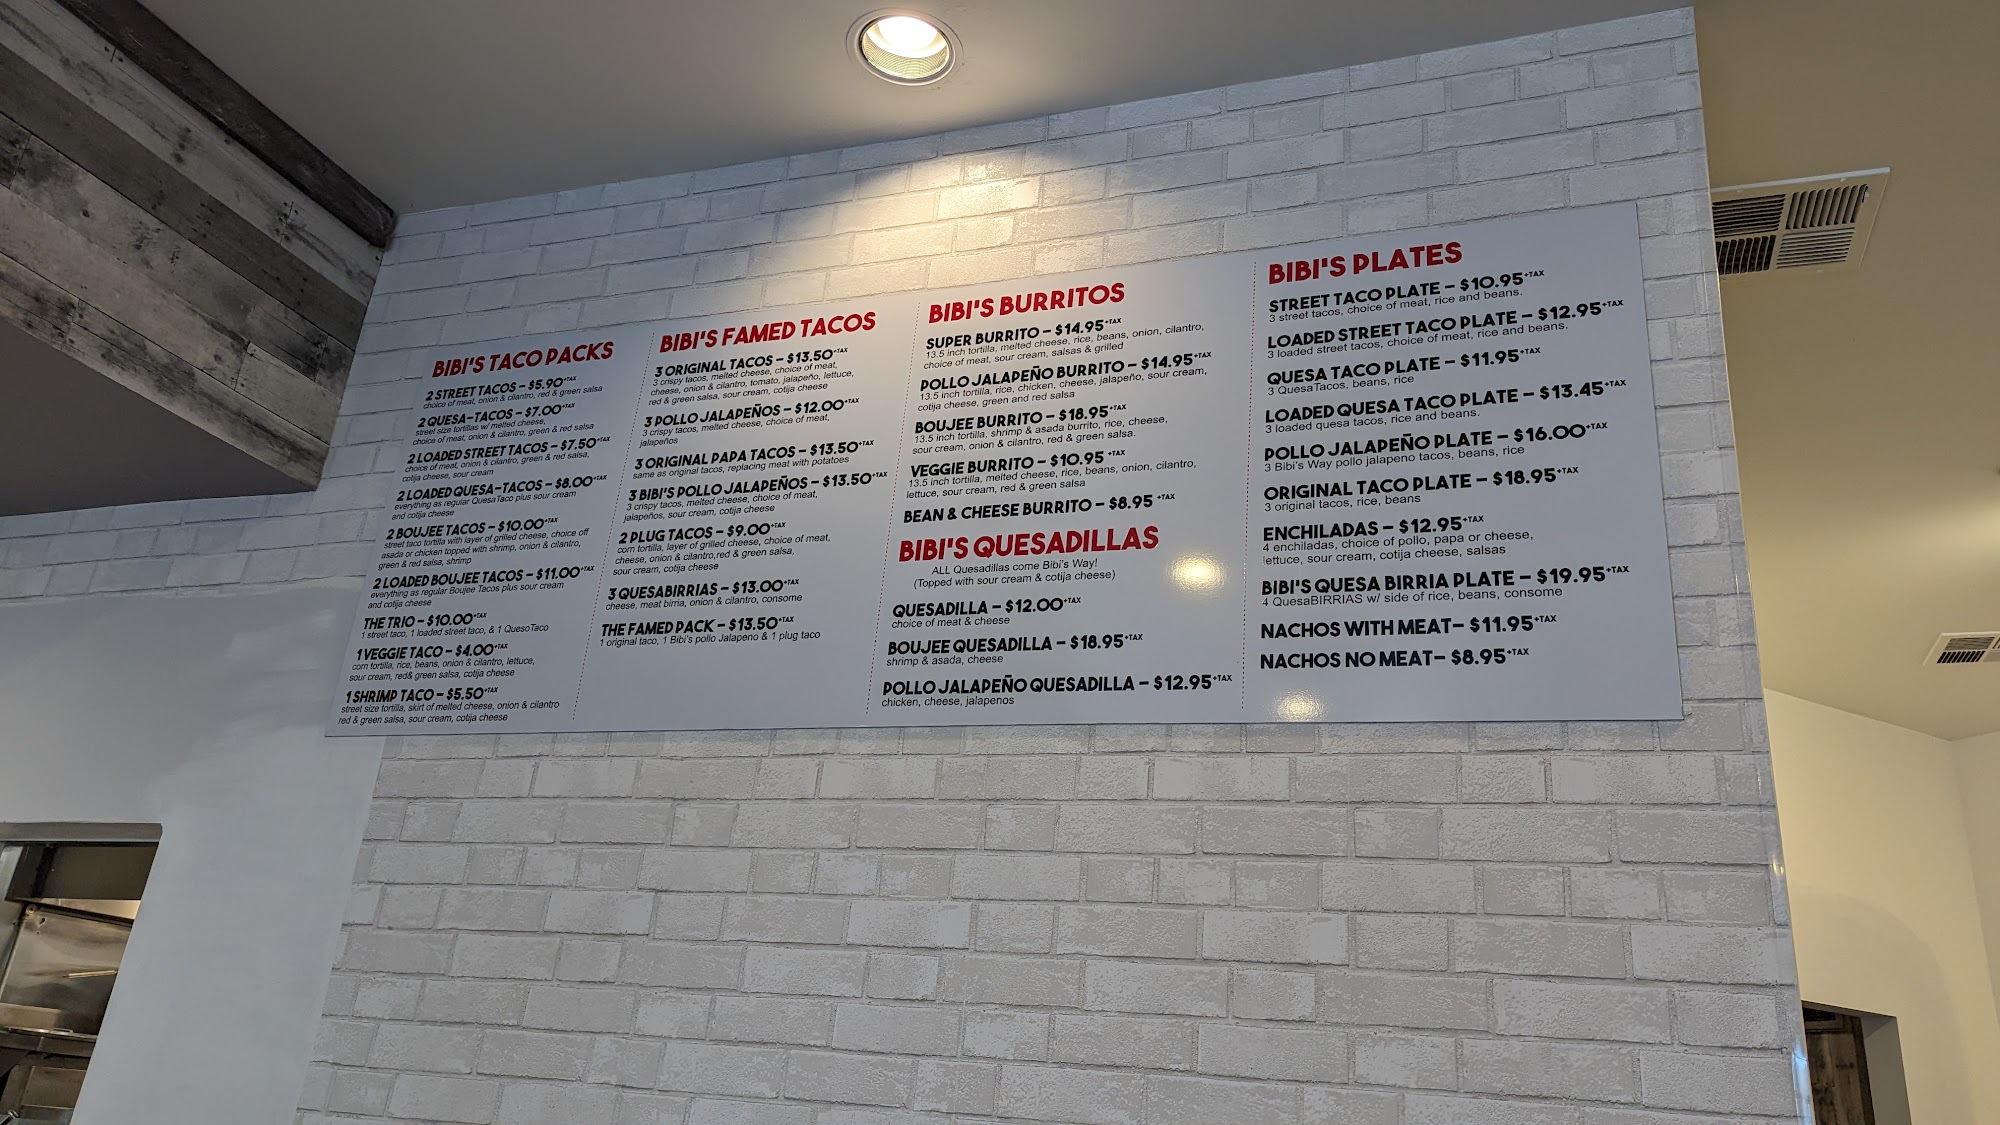 BIBI'S TACO PACKS
2 STREET TACOS – $5.90+TAX
choice of meat, onion & cilantro, red & green salsa
2 QUESA-TACOS – $7.00+TAX
street size tortillas w/ melted cheese,
choice of meat, onion & cilantro, green & red salsa
2 LOADED STREET TACOS – $7.50+TAX
choice of meat, onion & cilantro, green & red salsa,
cotija cheese, sour cream
2 LOADED QUESA-TACOS – $8.00+TAX
everything as regular QuesaTaco plus sour cream
and cotija cheese
2 BOUJEE TACOS – $10.00+TAX
street taco tortilla with layer of grilled cheese, choice off
asada or chicken topped with shrimp, onion & cilantro,
green & red salsa, shrimp
2 LOADED BOUJEE TACOS – $11.00+TAX
everything as regular Boujee Tacos plus sour cream
and cotija cheese
THE TRIO – $10.00+TAX
1 street taco, 1 loaded street taco, & 1 QuesoTaco
1 VEGGIE TACO – $4.00+TAX
corn tortilla, rice, beans, onion & cilantro, lettuce,
sour cream, red& green salsa, cotija cheese
1 SHRIMP TACO – $5.50+TAX
street size tortilla, skirt of melted cheese, onion & cilantro
red & green salsa, sour cream, cotija cheese
BIBI'S FAMED TACOS
3 ORIGINAL TACOS – $13.50+TAX
3 crispy tacos, melted cheese, choice of meat,
cheese, onion & cilantro, tomato, jalapeño, lettuce,
red & green salsa, sour cream, cotija cheese
3 POLLO JALAPEÑOS – $12.00+TAX
3 crispy tacos, melted cheese, choice of meat,
jalapeños
3 ORIGINAL PAPA TACOS – $13.50+TAX
same as original tacos, replacing meat with potatoes
3 BIBI'S POLLO JALAPEÑOS – $13.50+TAX
3 crispy tacos, melted cheese, choice of meat,
jalapeños, sour cream, cotija cheese
2 PLUG TACOS – $9.00+TAX
corn tortilla, layer of grilled cheese, choice of meat,
cheese, onion & cilantro,red & green salsa,
sour cream, cotija cheese
3 QUESABIRRIAS – $13.00+TAX
cheese, meat birria, onion & cilantro, consome
THE FAMED PACK – $13.50+TAX
1 original taco, 1 Bibi's pollo Jalapeno & 1 plug taco
BIBI'S BURRITOS
SUPER BURRITO – $14.95+TAX
13.5 inch tortilla, melted cheese, rice, beans, onion, cilantro,
choice of meat, sour cream, salsas & grilled
POLLO JALAPEÑO BURRITO – $14.95+TAX
13.5 inch tortilla, rice, chicken, cheese, jalapeño, sour cream,
cotija cheese, green and red salsa
BOUJEE BURRITO – $18.95+TAX
13.5 inch tortilla, shrimp & asada burrito, rice, cheese,
sour cream, onion & cilantro, red & green salsa.
VEGGIE BURRITO – $10.95 +TAX
13.5 inch tortilla, melted cheese, rice, beans, onion, cilantro,
lettuce, sour cream, red & green salsa
BEAN & CHEESE BURRITO – $8.95 +TAX
BIBI'S QUESADILLAS
ALL Quesadillas come Bibi's Way!
(Topped with sour cream & cotija cheese)
QUESADILLA – $12.00+TAX
choice of meat & cheese
BOUJEE QUESADILLA – $18.95+TAX
shrimp & asada, cheese
POLLO JALAPEÑO QUESADILLA – $12.95+TAX
chicken, cheese, jalapenos
BIBI'S PLATES
STREET TACO PLATE – $10.95+TAX
3 street tacos, choice of meat, rice and beans.
LOADED STREET TACO PLATE – $12.95+TAX
3 loaded street tacos, choice of meat, rice and beans.
QUESA TACO PLATE – $11.95+TAX
3 QuesaTacos, beans, rice
LOADED QUESA TACO PLATE – $13.45+TAX
3 loaded quesa tacos, rice and beans.
POLLO JALAPEÑO PLATE – $16.00+TAX
3 Bibi's Way pollo jalapeno tacos, beans, rice
ORIGINAL TACO PLATE – $18.95+TAX
3 original tacos, rice, beans
ENCHILADAS – $12.95+TAX
4 enchiladas, choice of pollo, papa or cheese,
lettuce, sour cream, cotija cheese, salsas
BIBI'S QUESA BIRRIA PLATE – $19.95+TAX
4 QuesaBIRRIAS w/ side of rice, beans, consome
NACHOS WITH MEAT– $11.95+TAX
NACHOS NO MEAT– $8.95+TAX